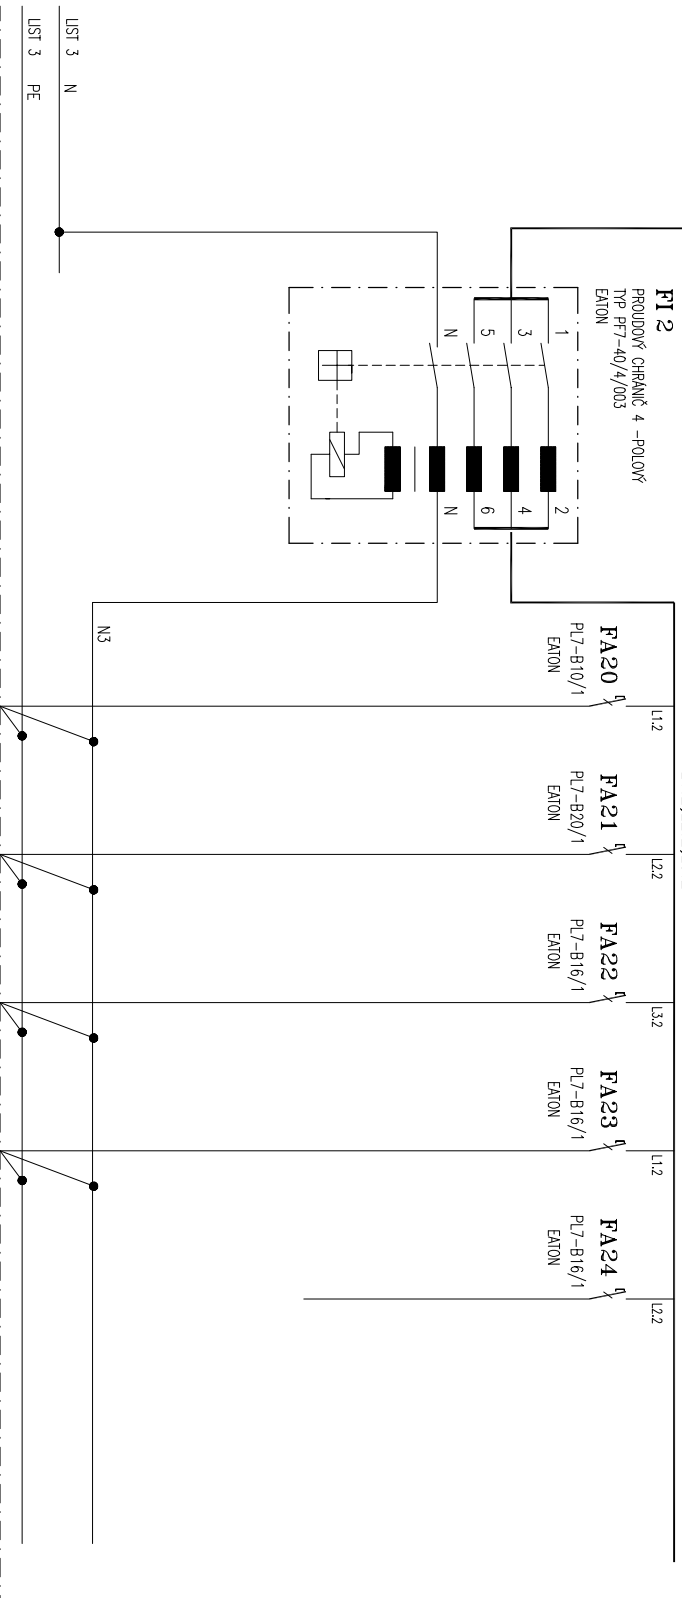 FI 2
PROUDOVÝ CHRÁNIČ 4 -POLOVÝ
TYP PF7-40/4/003
EATON
1
3
5
N
2
4
6
N
LIST 3 N
LIST 3 PE
N3
L1.2
FA20
PL7-B10/1
EATON
L2.2
FA21
PL7-B20/1
EATON
L3.2
FA22
PL7-B16/1
EATON
L1.2
FA23
PL7-B16/1
EATON
L2.2
FA24
PL7-B16/1
EATON